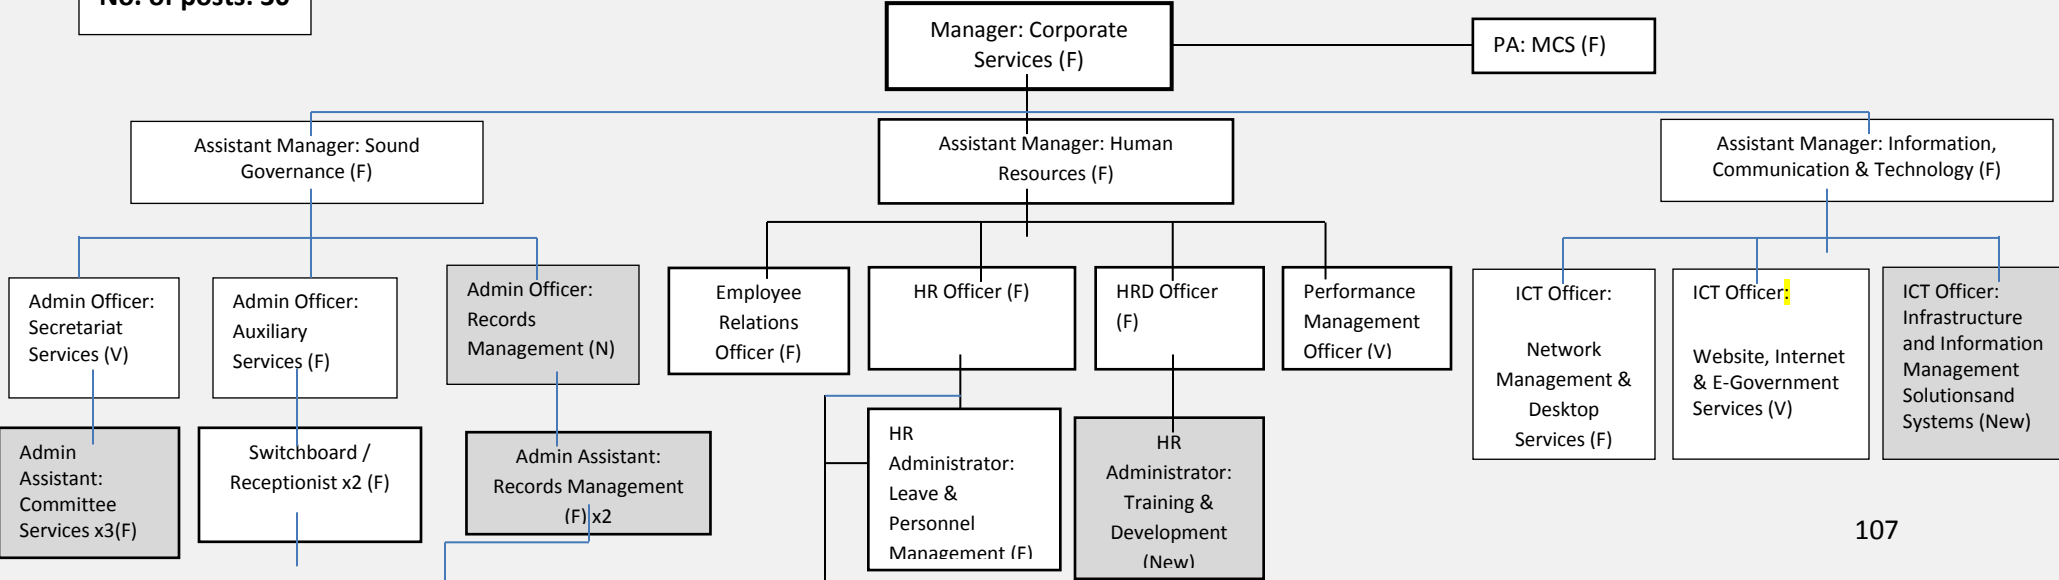 No. of posts: 30
Manager: Corporate
Services (F)
PA: MCS (F)
Assistant Manager: Sound
Governance (F)
Assistant Manager: Human
Resources (F)
Assistant Manager: Information,
Communication & Technology (F)
Admin Officer:
Secretariat
Services (V)
Admin Officer:
Auxiliary
Services (F)
Admin Officer:
Records
Management (N)
Employee
Relations
Officer (F)
HR Officer (F)
HRD Officer
(F)
Performance
Management
Officer (V)
ICT Officer:
Network
Management &
Desktop
Services (F)
ICT Officer:
Website, Internet
& E-Government
Services (V)
ICT Officer:
Infrastructure
and Information
Management
Solutionsand
Systems (New)
Admin
Assistant:
Committee
Services x3(F)
Switchboard /
Receptionist x2 (F)
Admin Assistant:
Records Management
(F) x2
HR
Administrator:
Leave &
Personnel
Management (F)
HR
Administrator:
Training &
Development
(New)
107